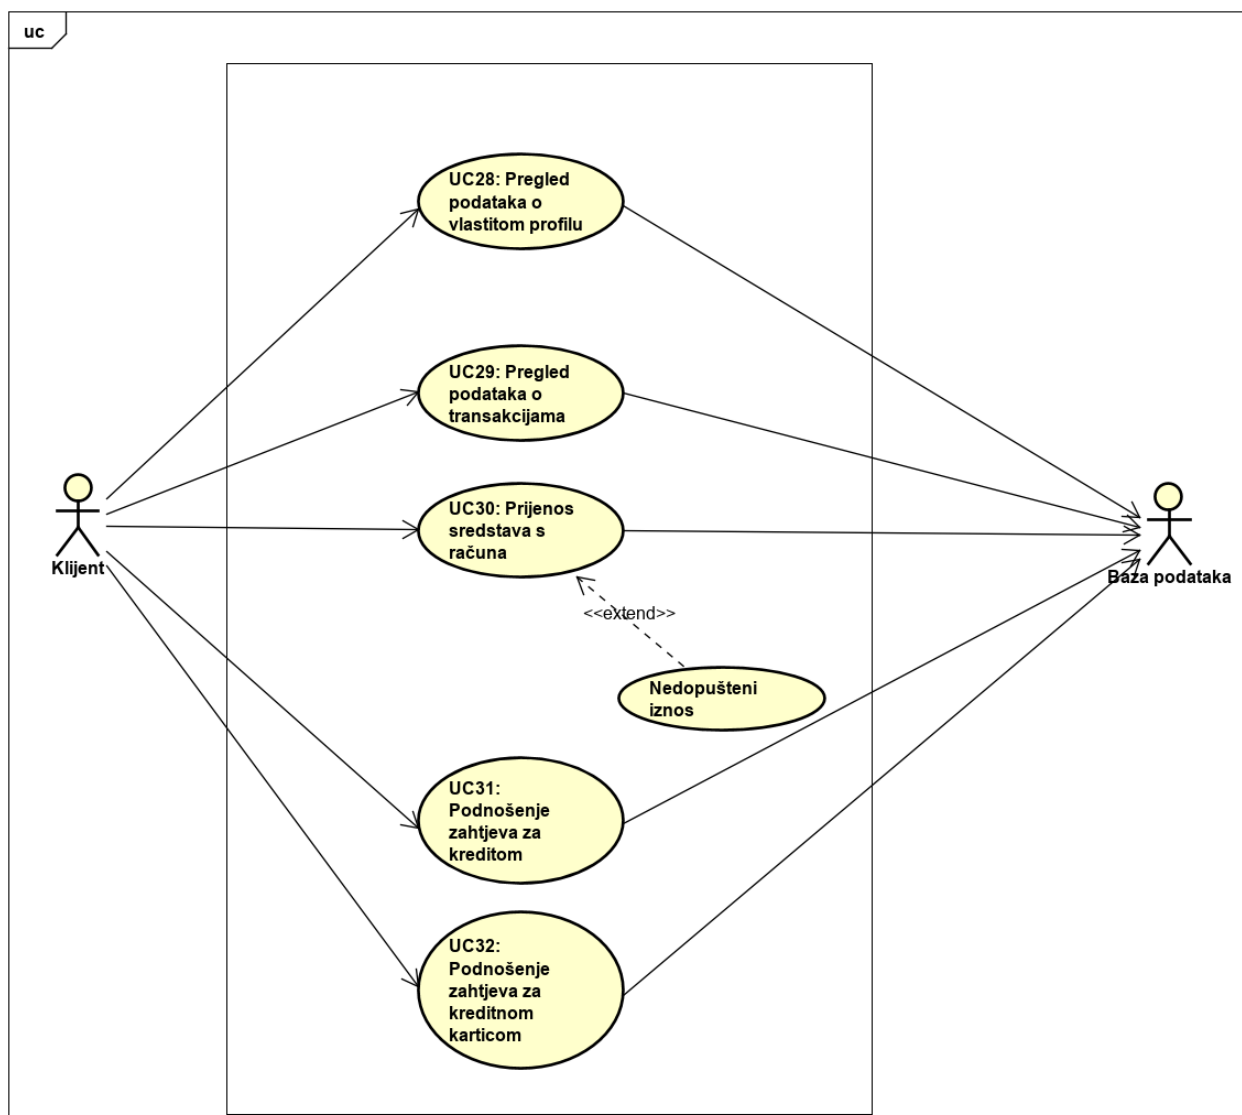 uc
UC28: Pregled
podataka o
vlastitom profilu
UC29: Pregled
podataka o
transakcijama
UC30: Prijenos
sredstava s
računa
Klijent
Baza podataka
<<extend>>
Nedopušteni
iznos
UC31:
Podnošenje
zahtjeva za
kreditom
UC32:
Podnošenje
zahtjeva za
kreditnom
karticom